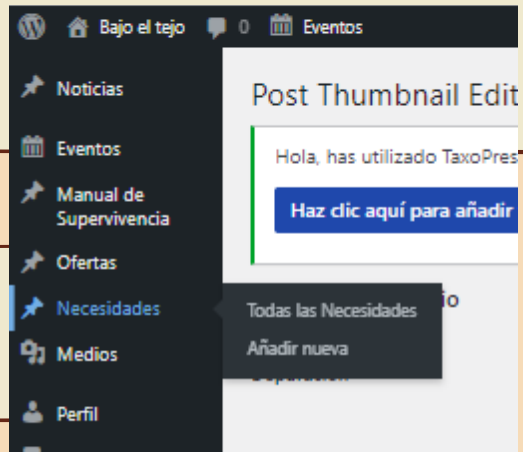 Bajo el tejo 0 Eventos
Noticias
Post Thumbnail Edit
Eventos
Hola, has utilizado TaxoPres
Manual de
Supervivencia
Haz clic aquí para añadir
Ofertas
Necesidades
Todas las Necesidades
io
Añadir nueva
Medios
Perfil